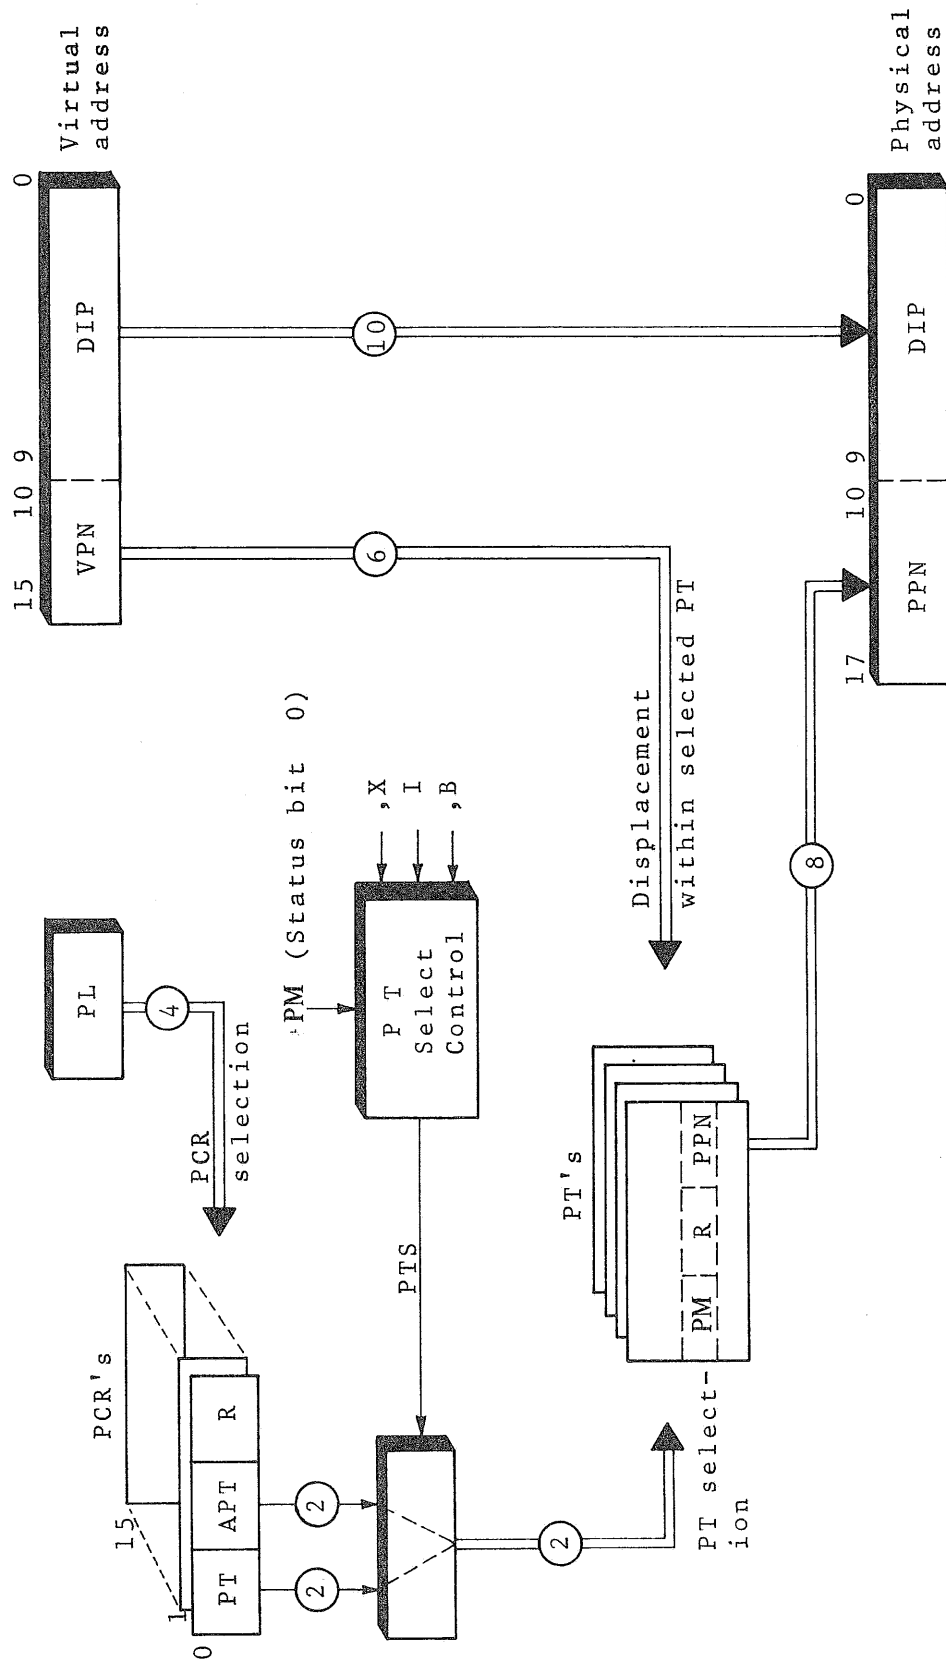 PCR's
15
1
0
PT APT R
2
2
PL
4
PCR
selection
15 10 9 0
VPN DIP
Virtual
address
6
10
PM (Status bit 0)
,X
I
,B
P T
Select
Control
PTS
2
PT select-
ion
PT's
PM R PPN
Displacement
within selected PT
8
17 10 9 0
PPN DIP
Physical
address